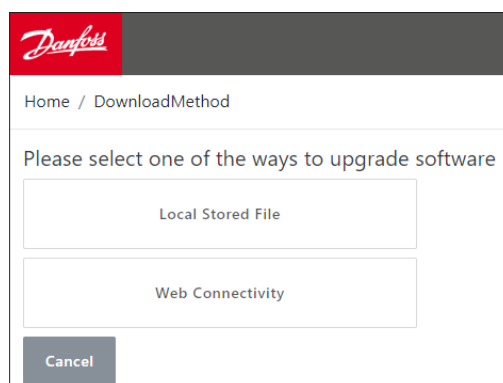 Danfoss
Home / DownloadMethod
Please select one of the ways to upgrade software
Local Stored File
Web Connectivity
Cancel